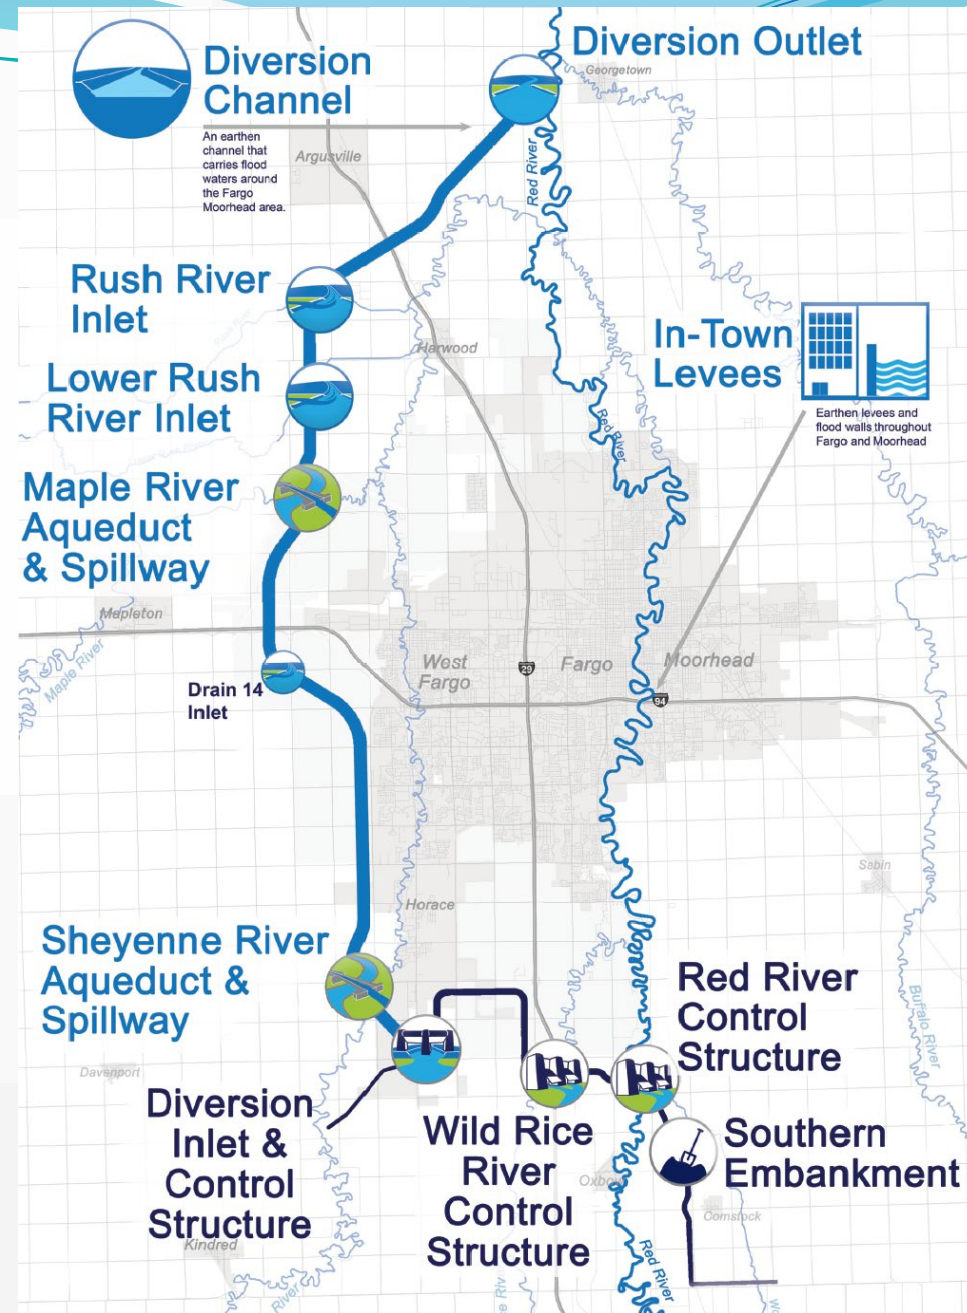 Diversion
Channel
An earthen
channel that
carries flood
waters around
the Fargo
Moorhead area.
Diversion Outlet
Georgetown
Argusville
Red River
Rush River
Inlet
Harwood
In-Town
Levees
Earthen levees and
flood walls throughout
Fargo and Moorhead
Lower Rush
River Inlet
Red River
Maple River
Aqueduct
& Spillway
Mapleton
Maple River
West
Fargo
29
Fargo
Moorhead
94
Drain 14
Inlet
Sabin
Horace
Sheyenne River
Aqueduct &
Spillway
Red River
Control
Structure
Buffalo River
Davenport
Diversion
Inlet &
Control
Structure
Wild Rice
River
Control
Structure
Southern
Embankment
Oxbow
Comstock
Kindred
Red River
River